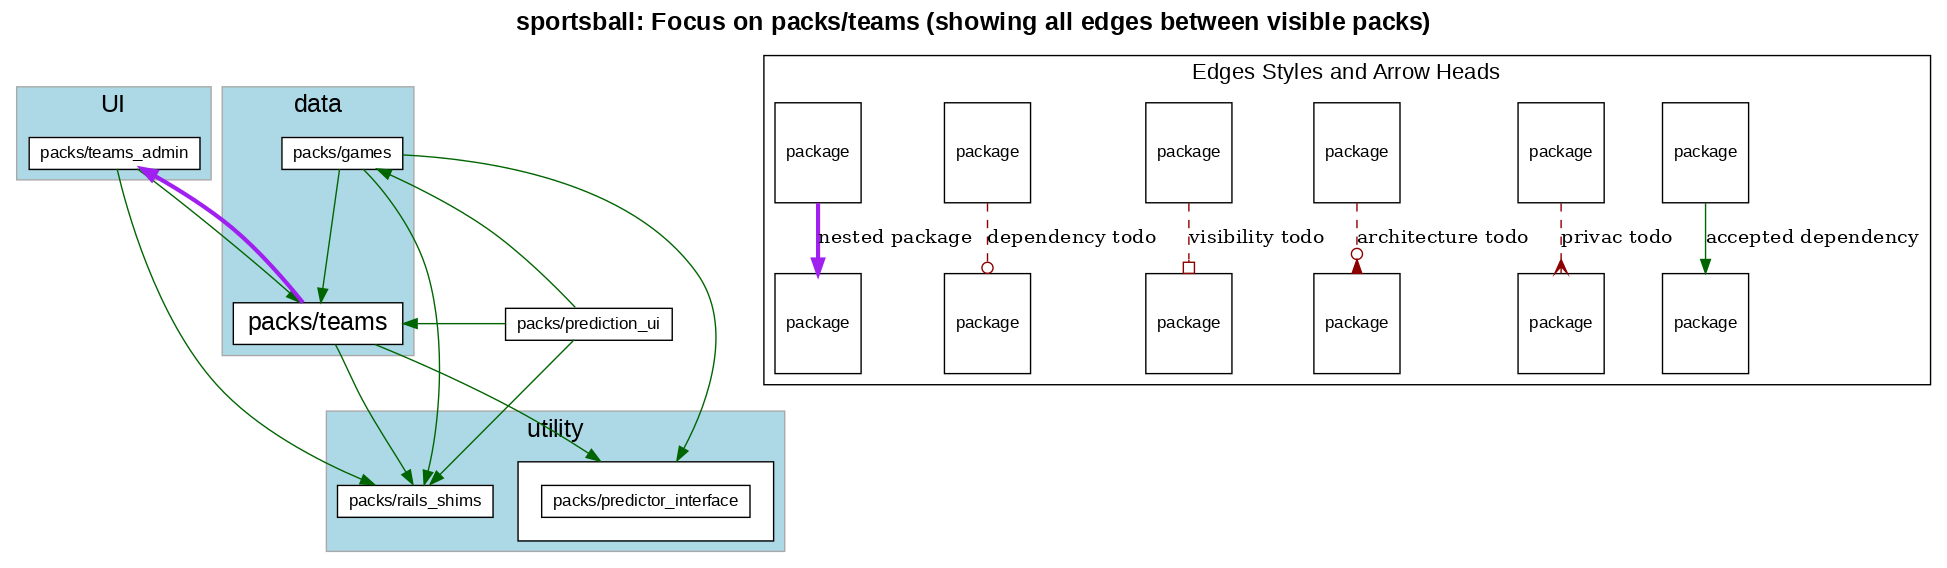 sportsball: Focus on packs/teams (showing all edges between visible packs)
UI
packs/teams_admin
data
packs/games
packs/teams
packs/prediction_ui
utility
packs/rails_shims
packs/predictor_interface
Edges Styles and Arrow Heads
package package package package package package
nested package dependency todo visibility todo architecture todo privac todo accepted dependency
package package package package package package